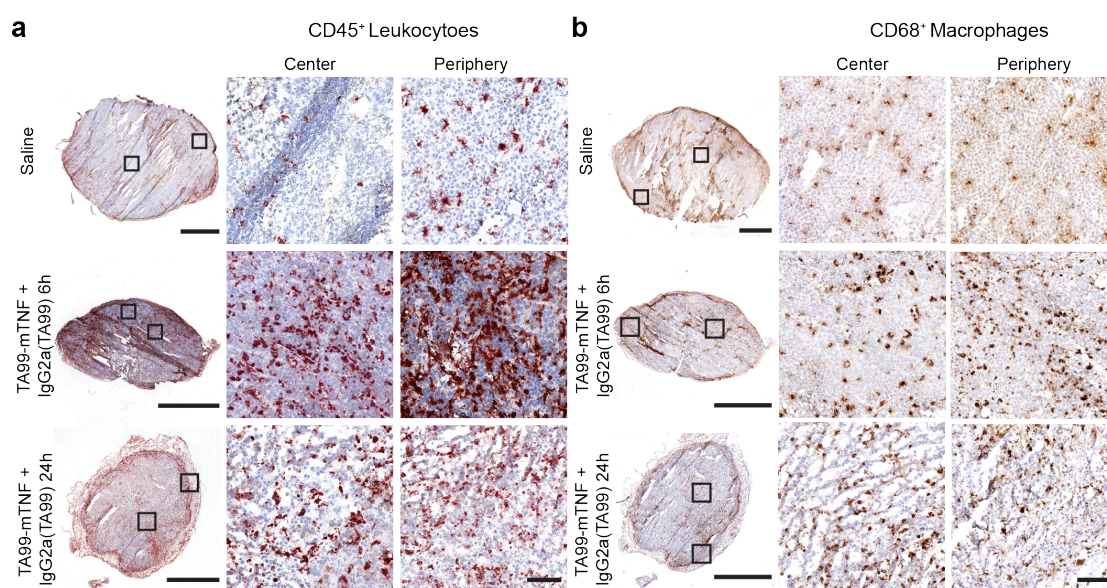 a
CD45⁺ Leukocytoes
Center
Periphery
Saline
TA99-mTNF +
IgG2a(TA99) 6h
TA99-mTNF +
IgG2a(TA99) 24h
b
CD68⁺ Macrophages
Center
Periphery
Saline
TA99-mTNF +
IgG2a(TA99) 6h
TA99-mTNF +
IgG2a(TA99) 24h